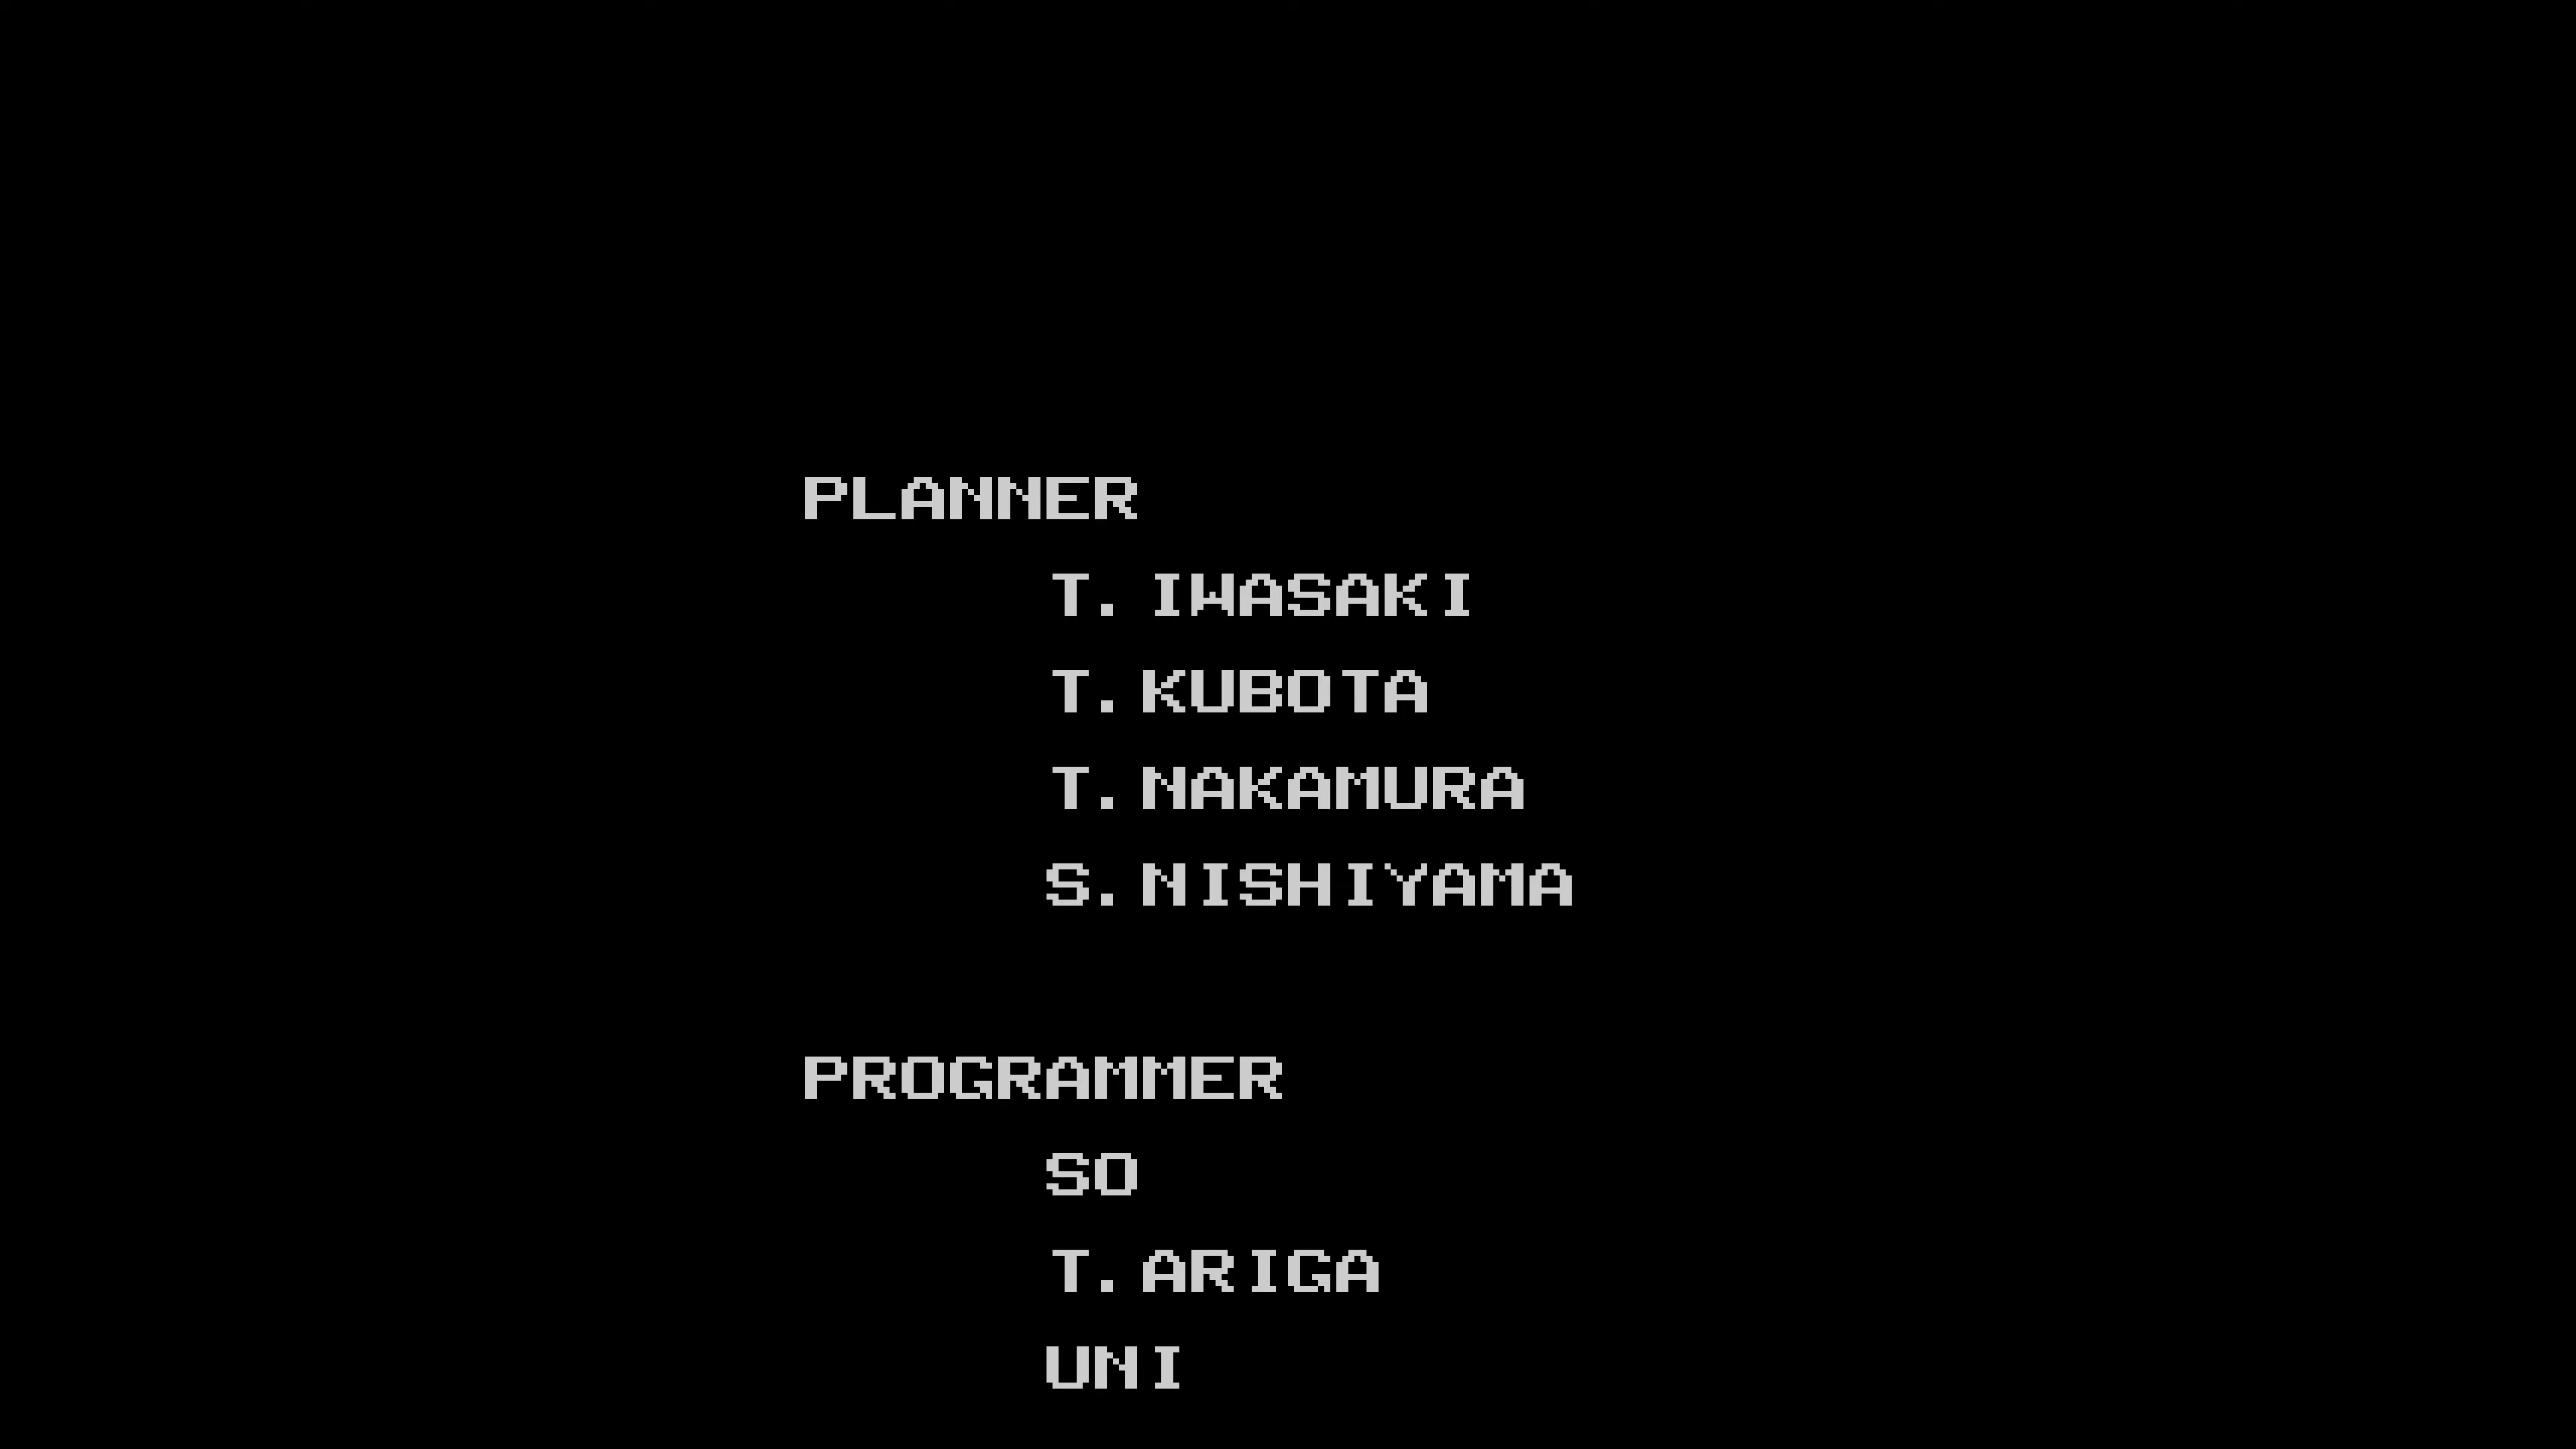 PLANNER
T. IWASAKI
T. KUBOTA
T. NAKAMURA
S. NISHIYAMA
PROGRAMMER
SO
T. ARIGA
UNI